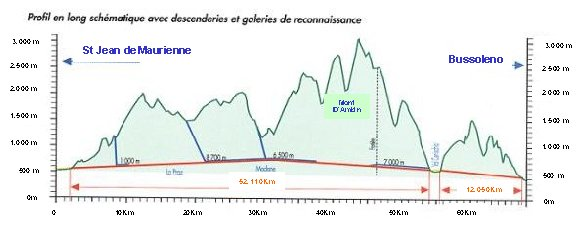 Profil en long schématique avec descenderies et galeries de reconnaissance
St Jean de Maurienne
Bussoleno
3.000 m
2 500 m
2.000 m
1.500 m
1.000 m
500 m
0m
3 000 m
2 500 m
2 000 m
1.500 m
1.000 m
500 m
0m
Mont
D'Ambin
1 000 m
8 700 m
6 500 m
7.000 m
La Praz
Modane
52.110Km
12.050Km
0
10Km
20Km
30Km
40Km
50Km
60Km